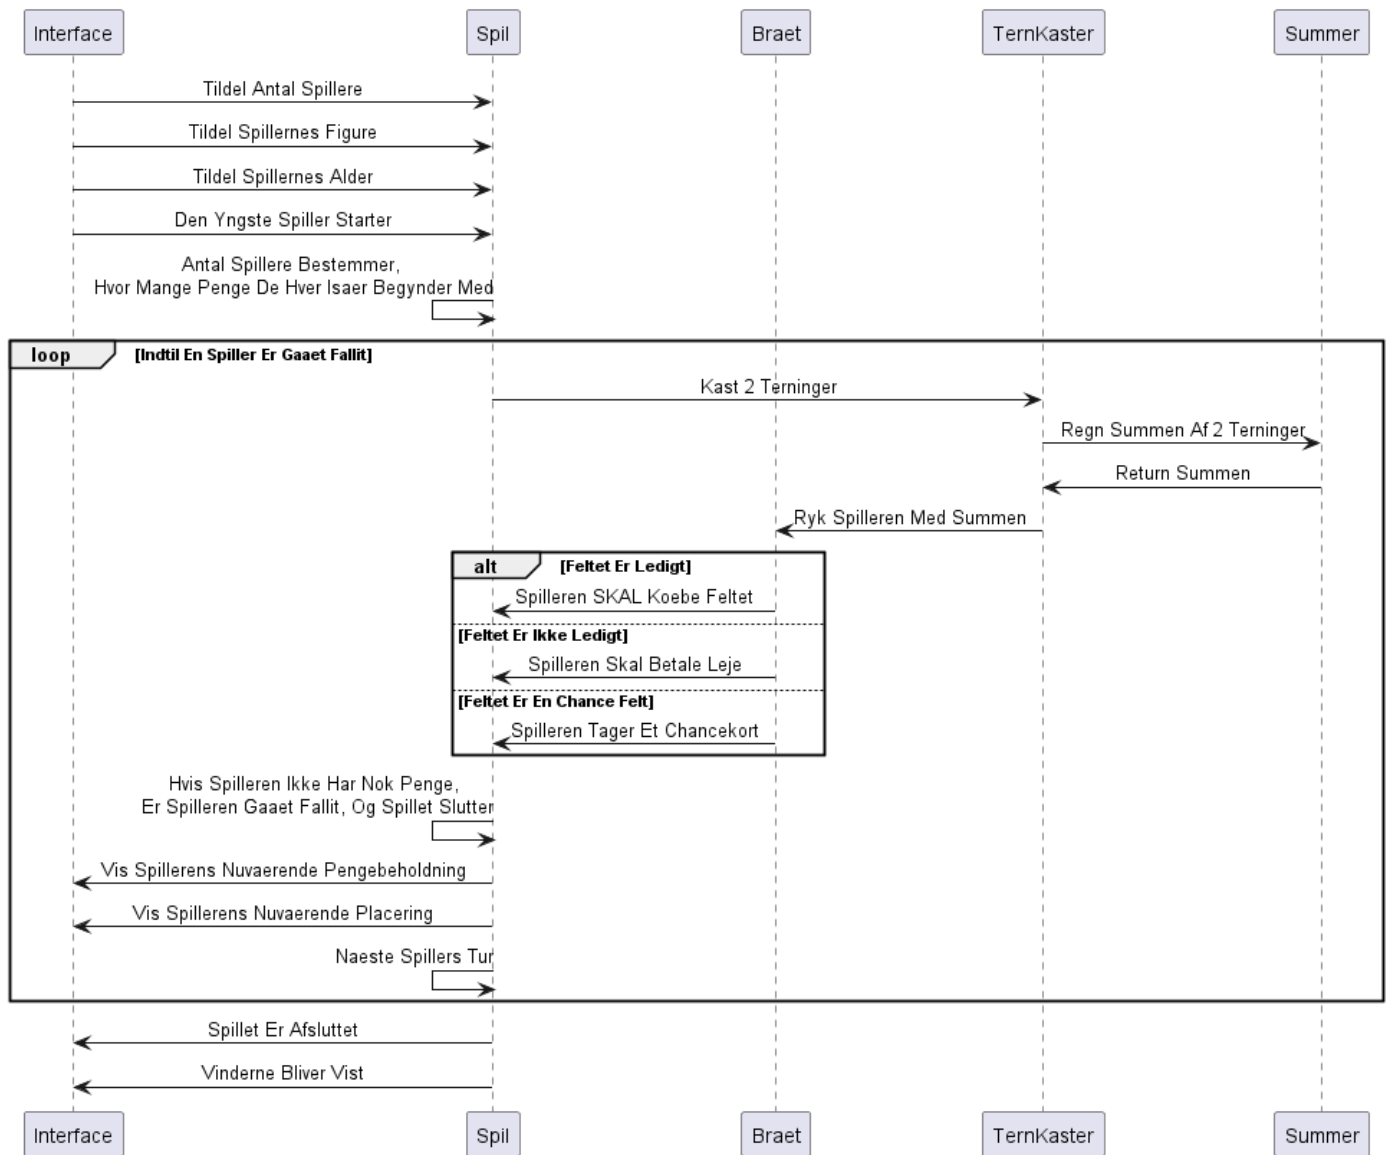 Interface Spil Braet TernKaster Summer
Tildel Antal Spillere
Tildel Spillernes Figure
Tildel Spillernes Alder
Den Yngste Spiller Starter
Antal Spillere Bestemmer,
Hvor Mange Penge De Hver Isaer Begynder Med
loop [Indtil En Spiller Er Gaaet Fallit]
Kast 2 Terninger
Regn Summen Af 2 Terninger
Return Summen
Ryk Spilleren Med Summen
alt [Feltet Er Ledigt]
Spilleren SKAL Koebe Feltet
[Feltet Er Ikke Ledigt]
Spilleren Skal Betale Leje
[Feltet Er En Chance Felt]
Spilleren Tager Et Chancekort
Hvis Spilleren Ikke Har Nok Penge,
Er Spilleren Gaaet Fallit, Og Spillet Slutter
Vis Spillerens Nuvaerende Pengebeholdning
Vis Spillerens Nuvaerende Placering
Naeste Spillers Tur
Spillet Er Afsluttet
Vinderne Bliver Vist
Interface Spil Braet TernKaster Summer